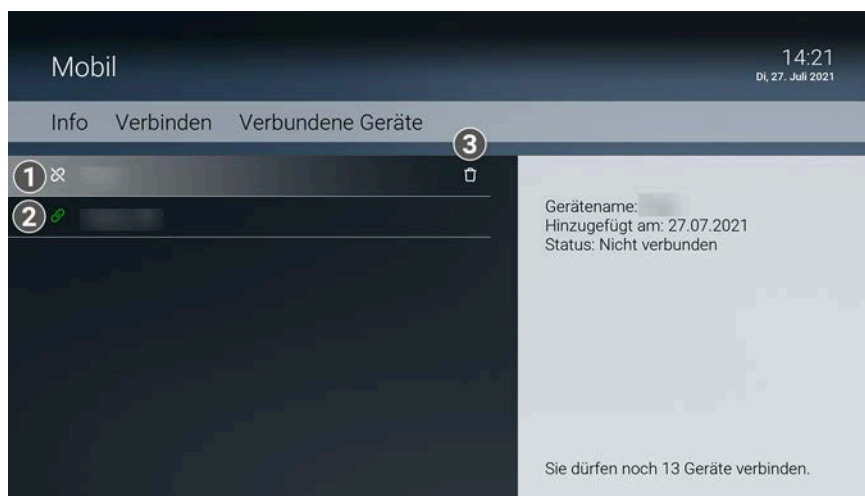 Mobil
14:21
Di, 27. Juli 2021
Info Verbinden Verbundene Geräte
3
1
2
Gerätename:
Hinzugefügt am: 27.07.2021
Status: Nicht verbunden
Sie dürfen noch 13 Geräte verbinden.